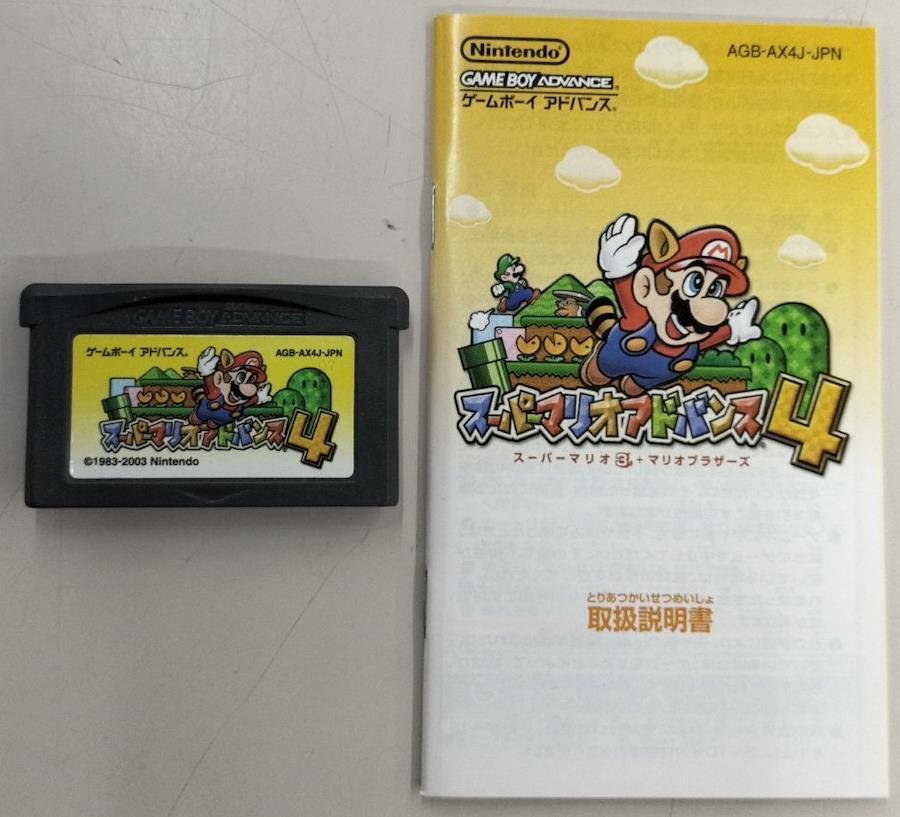 GAME BOY ADVANCE
ゲームボーイ アドバンス®
AGB-AX4J-JPN
スーパーマリオアドバンス4
©1983-2003 Nintendo
Nintendo®
AGB-AX4J-JPN
GAME BOY ADVANCE®
ゲームボーイ アドバンス®
M
スーパーマリオアドバンス4
スーパーマリオ3+マリオブラザーズ
とりあつかいせつめいしょ
取扱説明書